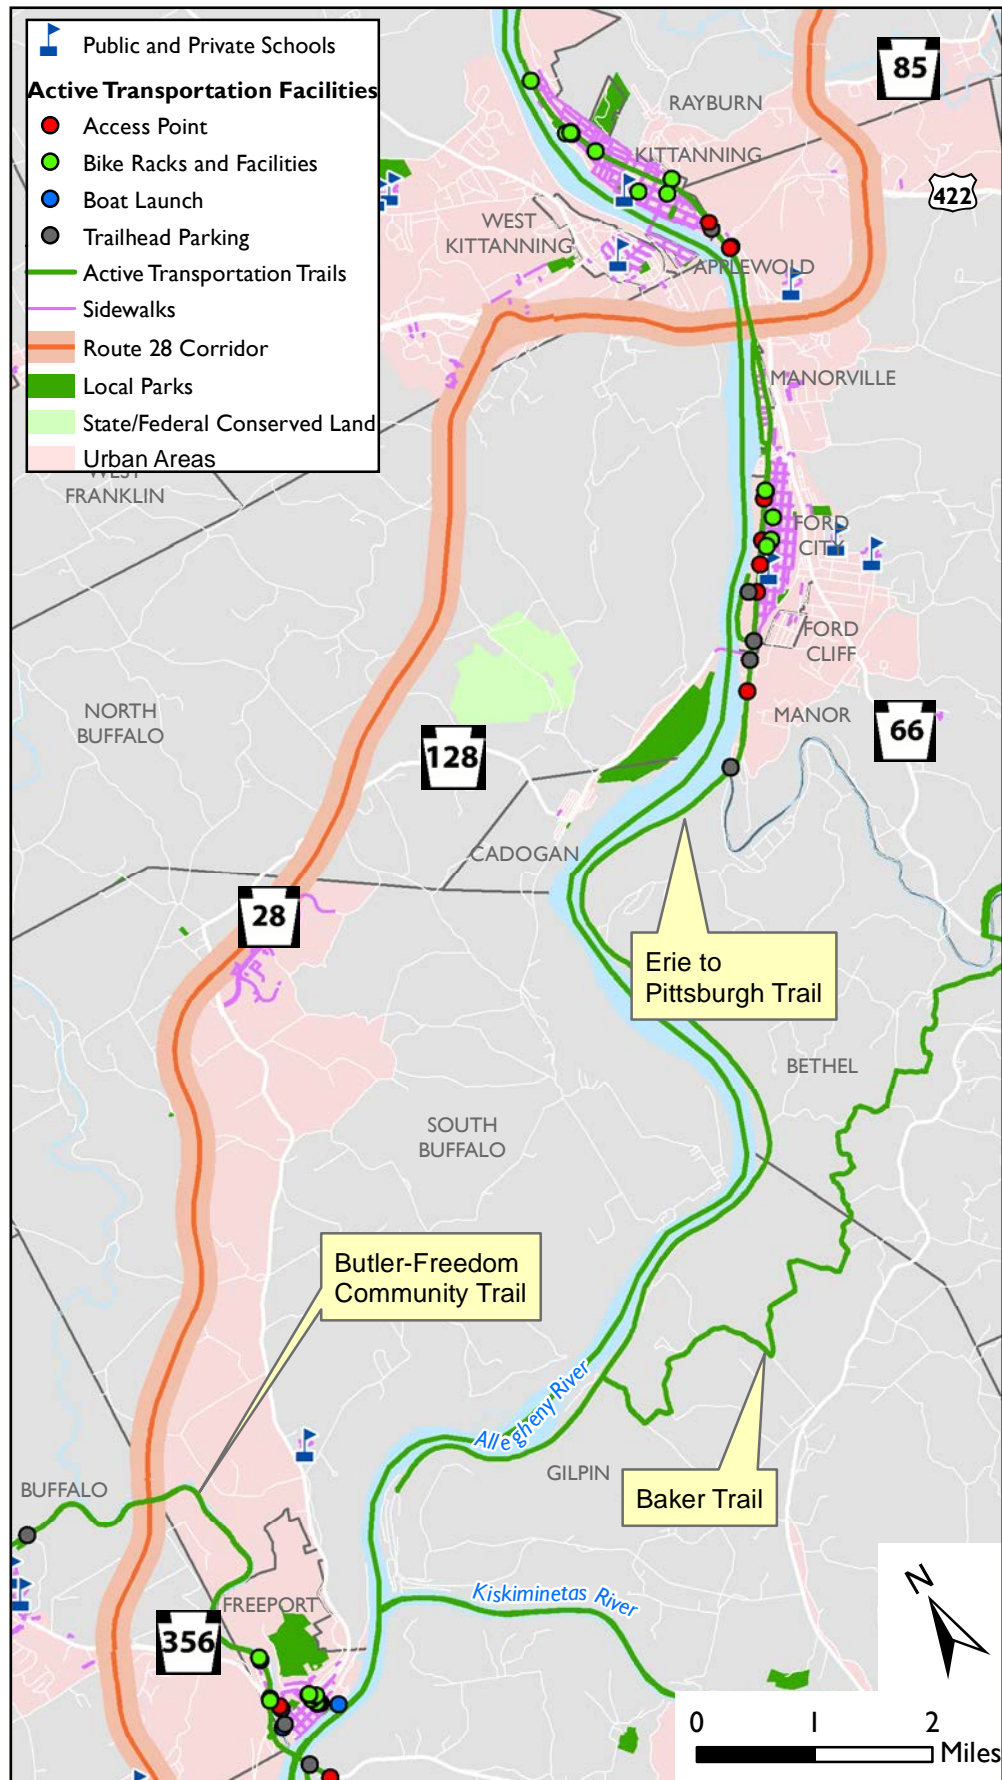 Public and Private Schools
Active Transportation Facilities
Access Point
Bike Racks and Facilities
Boat Launch
Trailhead Parking
Active Transportation Trails
Sidewalks
Route 28 Corridor
Local Parks
State/Federal Conserved Land
Urban Areas
85
RAYBURN
KITTANNING
422
WEST
KITTANNING
APPLEWOLD
MANORVILLE
WEST
FRANKLIN
FORD
CITY
FORD
CLIFF
NORTH
BUFFALO
MANOR
66
128
CADOGAN
28
Erie to
Pittsburgh Trail
BETHEL
SOUTH
BUFFALO
Butler-Freedom
Community Trail
Allegheny River
GILPIN
BUFFALO
Baker Trail
Kiskiminetas River
FREEPORT
356
N
0 1 2
Miles